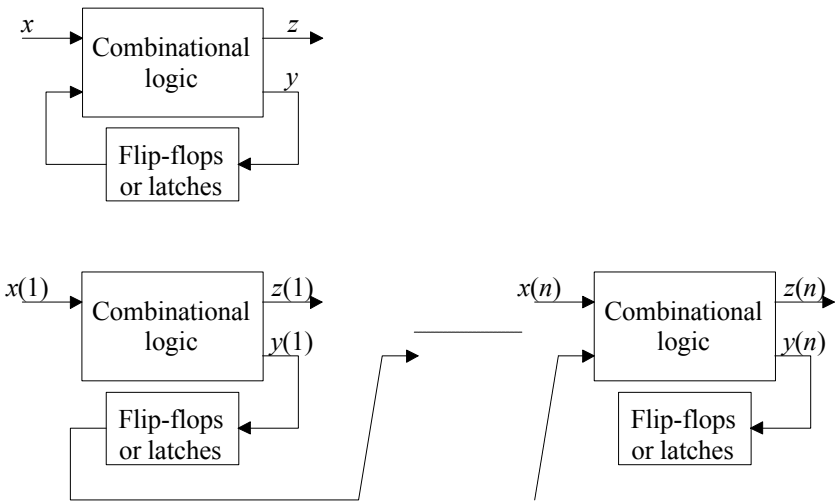 x
Combinational
logic
z
y
Flip-flops
or latches
x(1)
Combinational
logic
z(1)
y(1)
Flip-flops
or latches
x(n)
Combinational
logic
z(n)
y(n)
Flip-flops
or latches